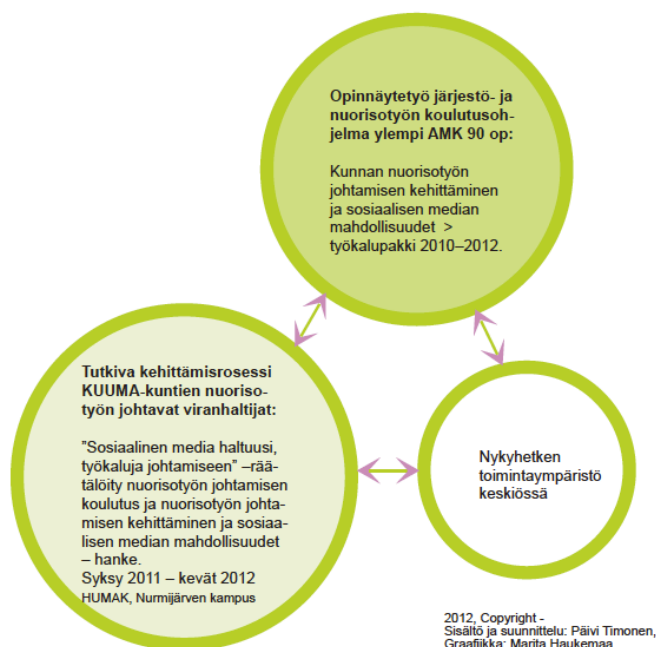 Opinnäytetyö järjestö- ja
nuorisotyön koulutusoh-
jelma ylempi AMK 90 op:
Kunnan nuorisotyön
johtamisen kehittäminen
ja sosiaalisen median
mahdollisuudet >
työkalupakki 2010–2012.
Tutkiva kehittämisrosessi
KUUMA-kuntien nuoriso-
työn johtavat viranhaltijat:
”Sosiaalinen media haltuusi,
työkaluja johtamiseen” –rää-
tälöity nuorisotyön johtamisen
koulutus ja nuorisotyön johta-
misen kehittäminen ja sosiaa-
lisen median mahdollisuudet
– hanke.
Syksy 2011 – kevät 2012
HUMAK, Nurmijärven kampus
Nykyhetken
toimintaympäristö
keskiössä
2012, Copyright -
Sisältö ja suunnittelu: Päivi Timonen,
Graafiikka: Marita Haukemaa